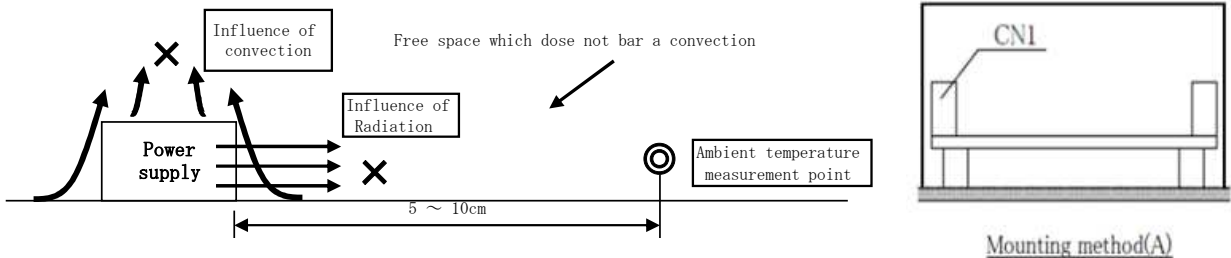 Influence of
convection
Free space which dose not bar a convection
Influence of
Radiation
Power
supply
Ambient temperature
measurement point
5 ～ 10cm
CN1
Mounting method(A)